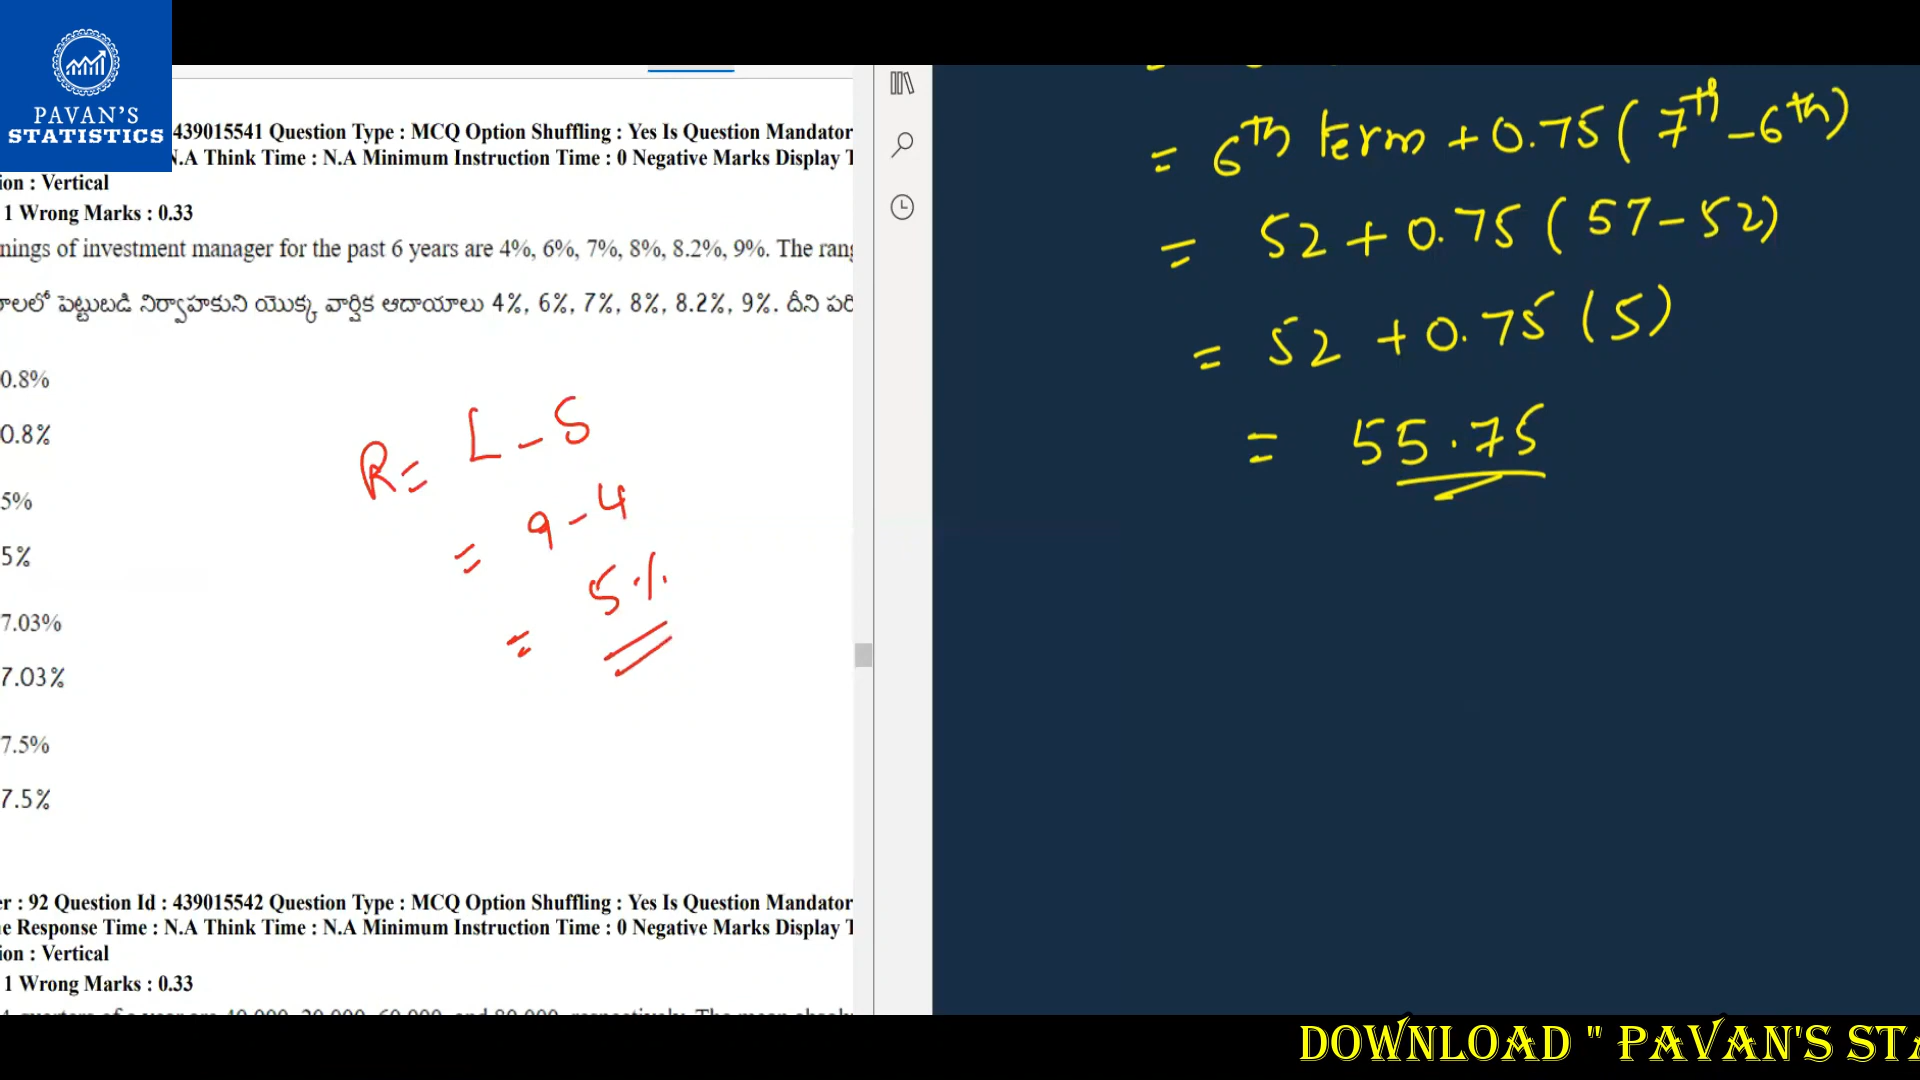 PAVAN'S
STATISTICS
439015541 Question Type : MCQ Option Shuffling : Yes Is Question Mandator
N.A Think Time : N.A Minimum Instruction Time : 0 Negative Marks Display T
ion : Vertical
1 Wrong Marks : 0.33
nings of investment manager for the past 6 years are 4%, 6%, 7%, 8%, 8.2%, 9%. The rang
ాలలో పెట్టుబడి నిర్వాహకుని యొక్క వార్షిక ఆదాయాలు 4%, 6%, 7%, 8%, 8.2%, 9%. దీని పరి
0.8%
0.8%
5%
5%
7.03%
7.03%
7.5%
7.5%
R = L - S
= 9 - 4
= 5%
er : 92 Question Id : 439015542 Question Type : MCQ Option Shuffling : Yes Is Question Mandator
e Response Time : N.A Think Time : N.A Minimum Instruction Time : 0 Negative Marks Display T
ion : Vertical
1 Wrong Marks : 0.33
= 6th term + 0.75 ( 7th - 6th)
= 52 + 0.75 ( 57 - 52)
= 52 + 0.75 (5)
= 55.75
DOWNLOAD " PAVAN'S STA